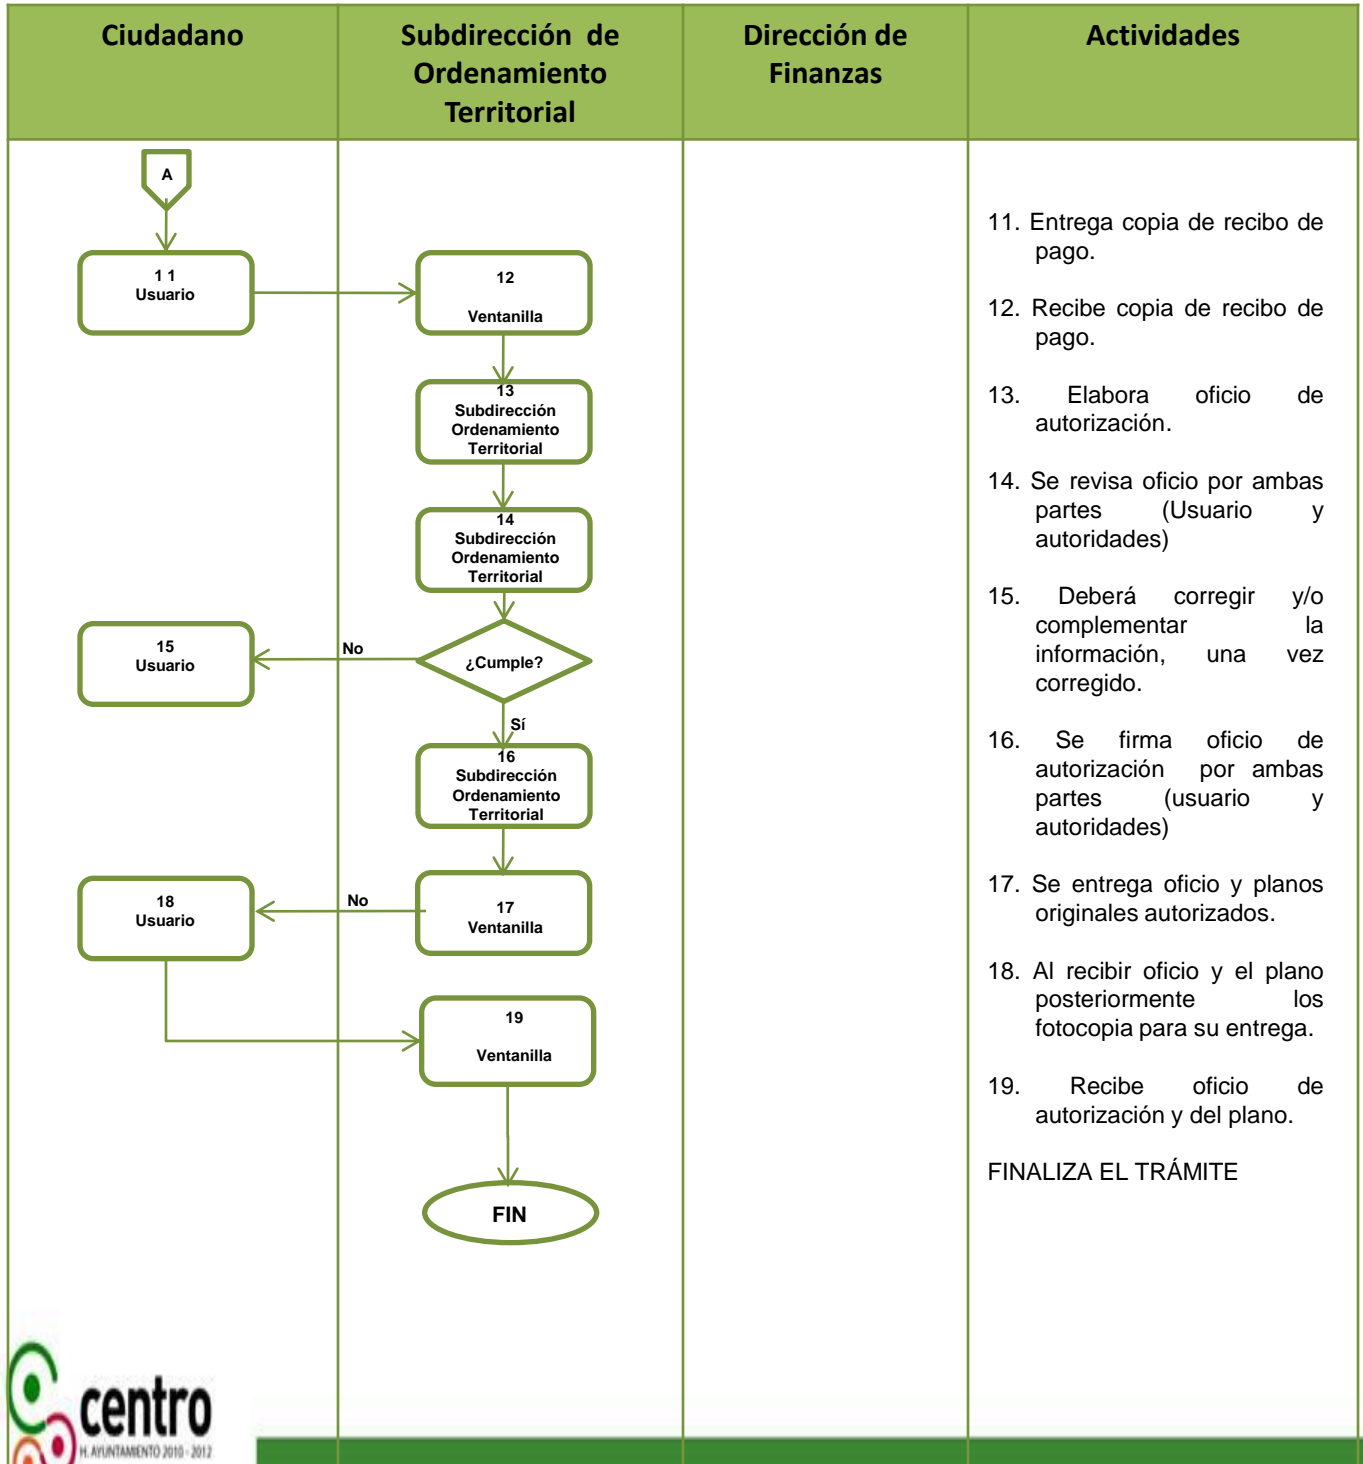 Ciudadano
Subdirección de
Ordenamiento
Territorial
Dirección de
Finanzas
Actividades
A
1 1
Usuario
12
Ventanilla
13
Subdirección
Ordenamiento
Territorial
14
Subdirección
Ordenamiento
Territorial
¿Cumple?
No
15
Usuario
Sí
16
Subdirección
Ordenamiento
Territorial
17
Ventanilla
No
18
Usuario
19
Ventanilla
FIN
11. Entrega copia de recibo de
pago.
12. Recibe copia de recibo de
pago.
13. Elabora oficio de
autorización.
14. Se revisa oficio por ambas
partes (Usuario y
autoridades)
15. Deberá corregir y/o
complementar la
información, una vez
corregido.
16. Se firma oficio de
autorización por ambas
partes (usuario y
autoridades)
17. Se entrega oficio y planos
originales autorizados.
18. Al recibir oficio y el plano
posteriormente los
fotocopia para su entrega.
19. Recibe oficio de
autorización y del plano.
FINALIZA EL TRÁMITE
centro
H. AYUNTAMIENTO 2010 - 2012